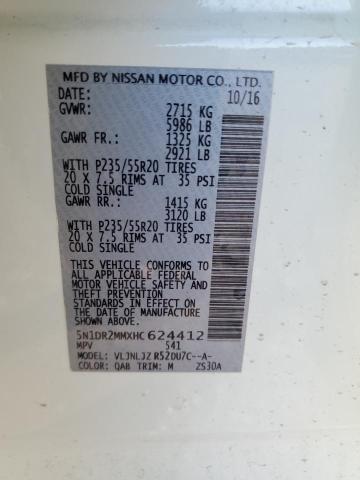 MFD BY NISSAN MOTOR CO., LTD.
DATE: 10/16
GVWR: 2715 KG
5986 LB
GAWR FR.: 1325 KG
2921 LB
WITH P235/55R20 TIRES
20 X 7.5 RIMS AT 35 PSI
COLD SINGLE
GAWR RR.: 1415 KG
3120 LB
WITH P235/55R20 TIRES
20 X 7.5 RIMS AT 35 PSI
COLD SINGLE
THIS VEHICLE CONFORMS TO
ALL APPLICABLE FEDERAL
MOTOR VEHICLE SAFETY AND
THEFT PREVENTION
STANDARDS IN EFFECT ON
THE DATE OF MANUFACTURE
SHOWN ABOVE.
5N1DR2MMXHC624412
MPV 541
MODEL: VLJNLJZ R52DU7C--A-
COLOR: QAB TRIM: M ZS30A